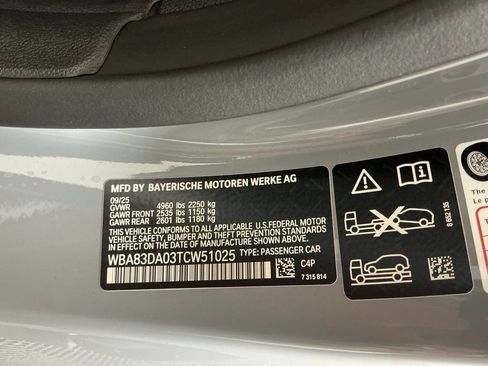 MFD BY BAYERISCHE MOTOREN WERKE AG
09/25
GVWR 4960 lbs 2250 kg
GAWR FRONT 2535 lbs 1150 kg
GAWR REAR 2601 lbs 1180 kg
THIS VEHICLE CONFORMS TO ALL APPLICABLE U.S.FEDERAL MOTOR
VEHICLE SAFETY, BUMPER AND THEFT PREVENTION STANDARDS IN
EFFECT ON THE DATE OF MANUFACTURE SHOWN ABOVE.
WBA83DA03TCW51025 TYPE: PASSENGER CAR
C4P
7 315 814
8 692 135
The
Le p